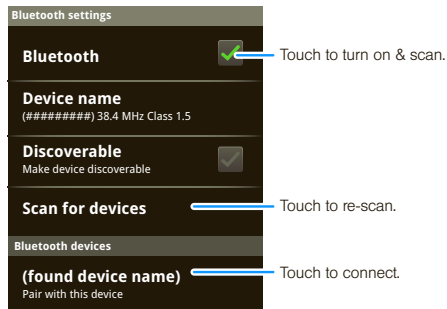 Bluetooth settings
Bluetooth
Touch to turn on & scan.
Device name
(#########) 38.4 MHz Class 1.5
Discoverable
Make device discoverable
Scan for devices
Touch to re-scan.
Bluetooth devices
(found device name)
Touch to connect.
Pair with this device